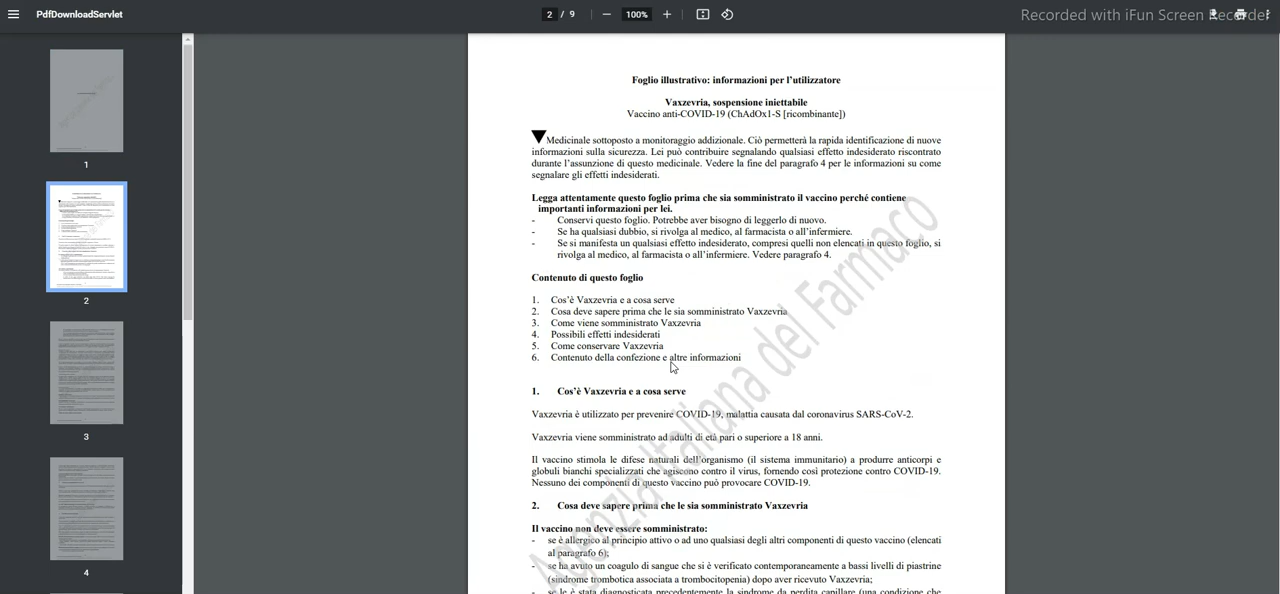 PdfDownloadServlet
2 / 9
100%
Recorded with iFun Screen Recorder
Foglio illustrativo: informazioni per l'utilizzatore
Vaxzevria, sospensione iniettabile
Vaccino anti-COVID-19 (ChAdOx1-S [ricombinante])
Medicinale sottoposto a monitoraggio addizionale. Ciò permetterà la rapida identificazione di nuove
informazioni sulla sicurezza. Lei può contribuire segnalando qualsiasi effetto indesiderato riscontrato
durante l'assunzione di questo medicinale. Vedere la fine del paragrafo 4 per le informazioni su come
segnalare gli effetti indesiderati.
Legga attentamente questo foglio prima che sia somministrato il vaccino perché contiene
importanti informazioni per lei.
- Conservi questo foglio. Potrebbe aver bisogno di leggerlo di nuovo.
- Se ha qualsiasi dubbio, si rivolga al medico, al farmacista o all'infermiere.
- Se si manifesta un qualsiasi effetto indesiderato, compresi quelli non elencati in questo foglio, si
rivolga al medico, al farmacista o all'infermiere. Vedere paragrafo 4.
Contenuto di questo foglio
1. Cos'è Vaxzevria e a cosa serve
2. Cosa deve sapere prima che le sia somministrato Vaxzevria
3. Come viene somministrato Vaxzevria
4. Possibili effetti indesiderati
5. Come conservare Vaxzevria
6. Contenuto della confezione e altre informazioni
1. Cos'è Vaxzevria e a cosa serve
Vaxzevria è utilizzato per prevenire COVID-19, malattia causata dal coronavirus SARS-CoV-2.
Vaxzevria viene somministrato ad adulti di età pari o superiore a 18 anni.
Il vaccino stimola le difese naturali dell'organismo (il sistema immunitario) a produrre anticorpi e
globuli bianchi specializzati che agiscono contro il virus, fornendo così protezione contro COVID-19.
Nessuno dei componenti di questo vaccino può provocare COVID-19.
2. Cosa deve sapere prima che le sia somministrato Vaxzevria
Il vaccino non deve essere somministrato:
- se è allergico al principio attivo o ad uno qualsiasi degli altri componenti di questo vaccino (elencati
al paragrafo 6);
- se ha avuto un coagulo di sangue che si è verificato contemporaneamente a bassi livelli di piastrine
(sindrome trombotica associata a trombocitopenia) dopo aver ricevuto Vaxzevria;
- se le è stata diagnosticata precedentemente la sindrome da perdita capillare (una condizione che
Agenzia Italiana del Farmaco
1
2
3
4